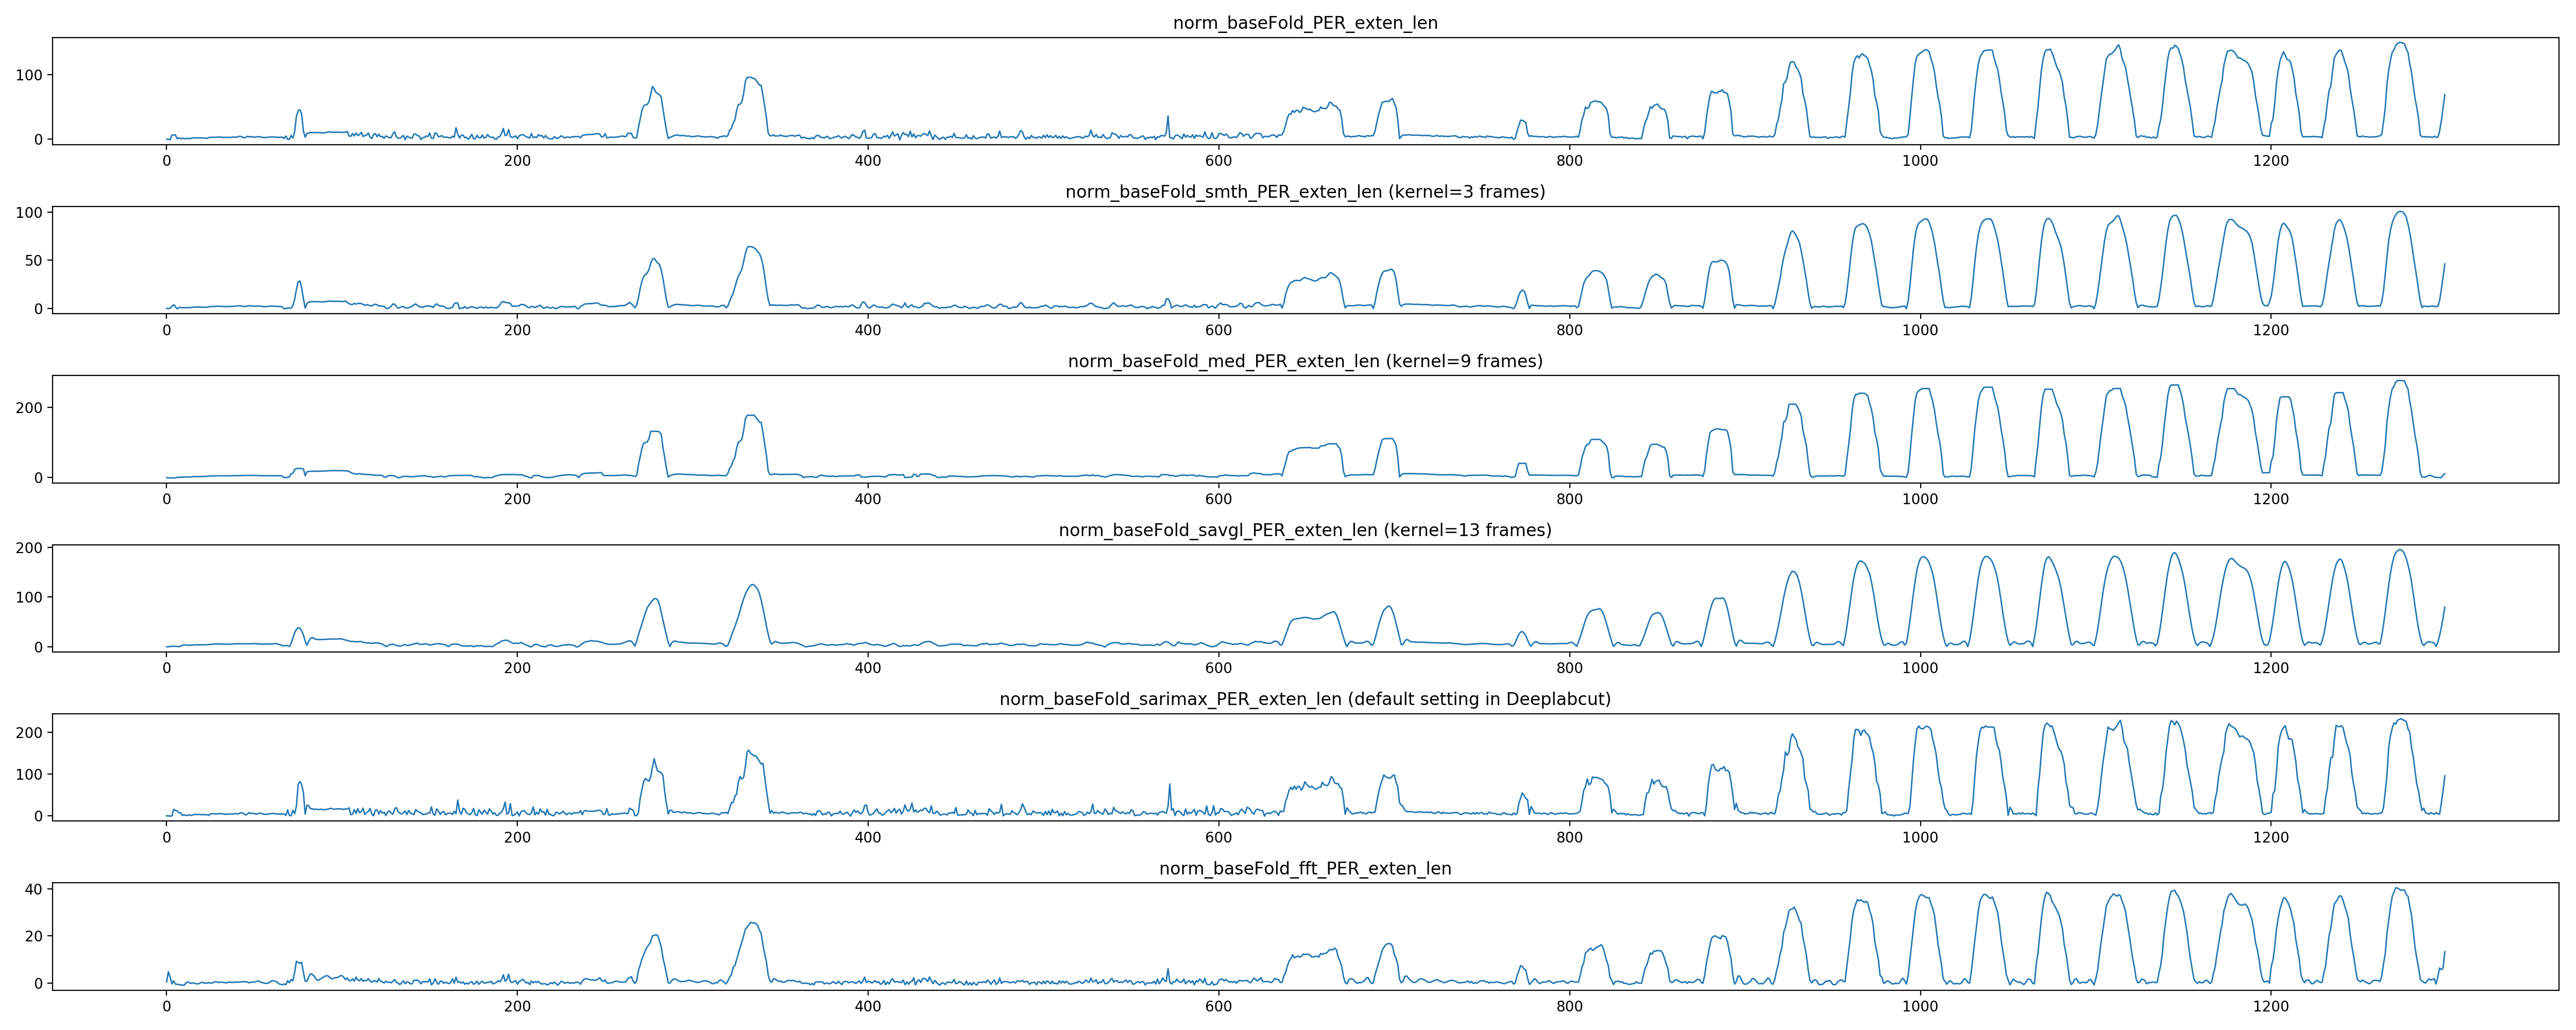 norm_baseFold_PER_exten_len
100
0
0 200 400 600 800 1000 1200
norm_baseFold_smth_PER_exten_len (kernel=3 frames)
100
50
0
0 200 400 600 800 1000 1200
norm_baseFold_med_PER_exten_len (kernel=9 frames)
200
0
0 200 400 600 800 1000 1200
norm_baseFold_savgl_PER_exten_len (kernel=13 frames)
200
100
0
0 200 400 600 800 1000 1200
norm_baseFold_sarimax_PER_exten_len (default setting in Deeplabcut)
200
100
0
0 200 400 600 800 1000 1200
norm_baseFold_fft_PER_exten_len
40
20
0
0 200 400 600 800 1000 1200